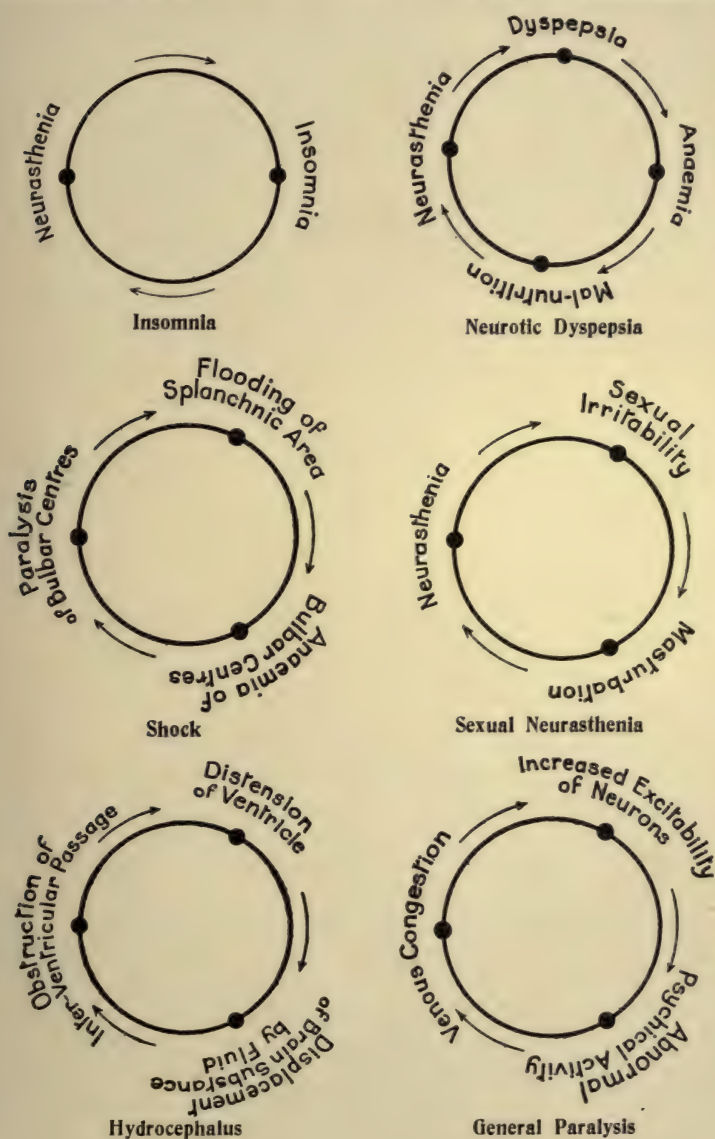 Neurasthenia
Insomnia
Insomnia
Dyspepsia
Anaemia
Mal-nutrition
Neurasthenia
Neurotic Dyspepsia
Flooding of
Splanchnic Area
Anaemia of
Bulbar Centres
Paralysis
of Bulbar Centres
Shock
Sexual
Irritability
Masturbation
Neurasthenia
Sexual Neurasthenia
Distension
of Ventricle
Displacement
of Brain Substance
by Fluid
Obstruction of
Inter-ventricular Passage
Hydrocephalus
Increased Excitability
of Neurons
Abnormal
Psychical Activity
Venous Congestion
General Paralysis